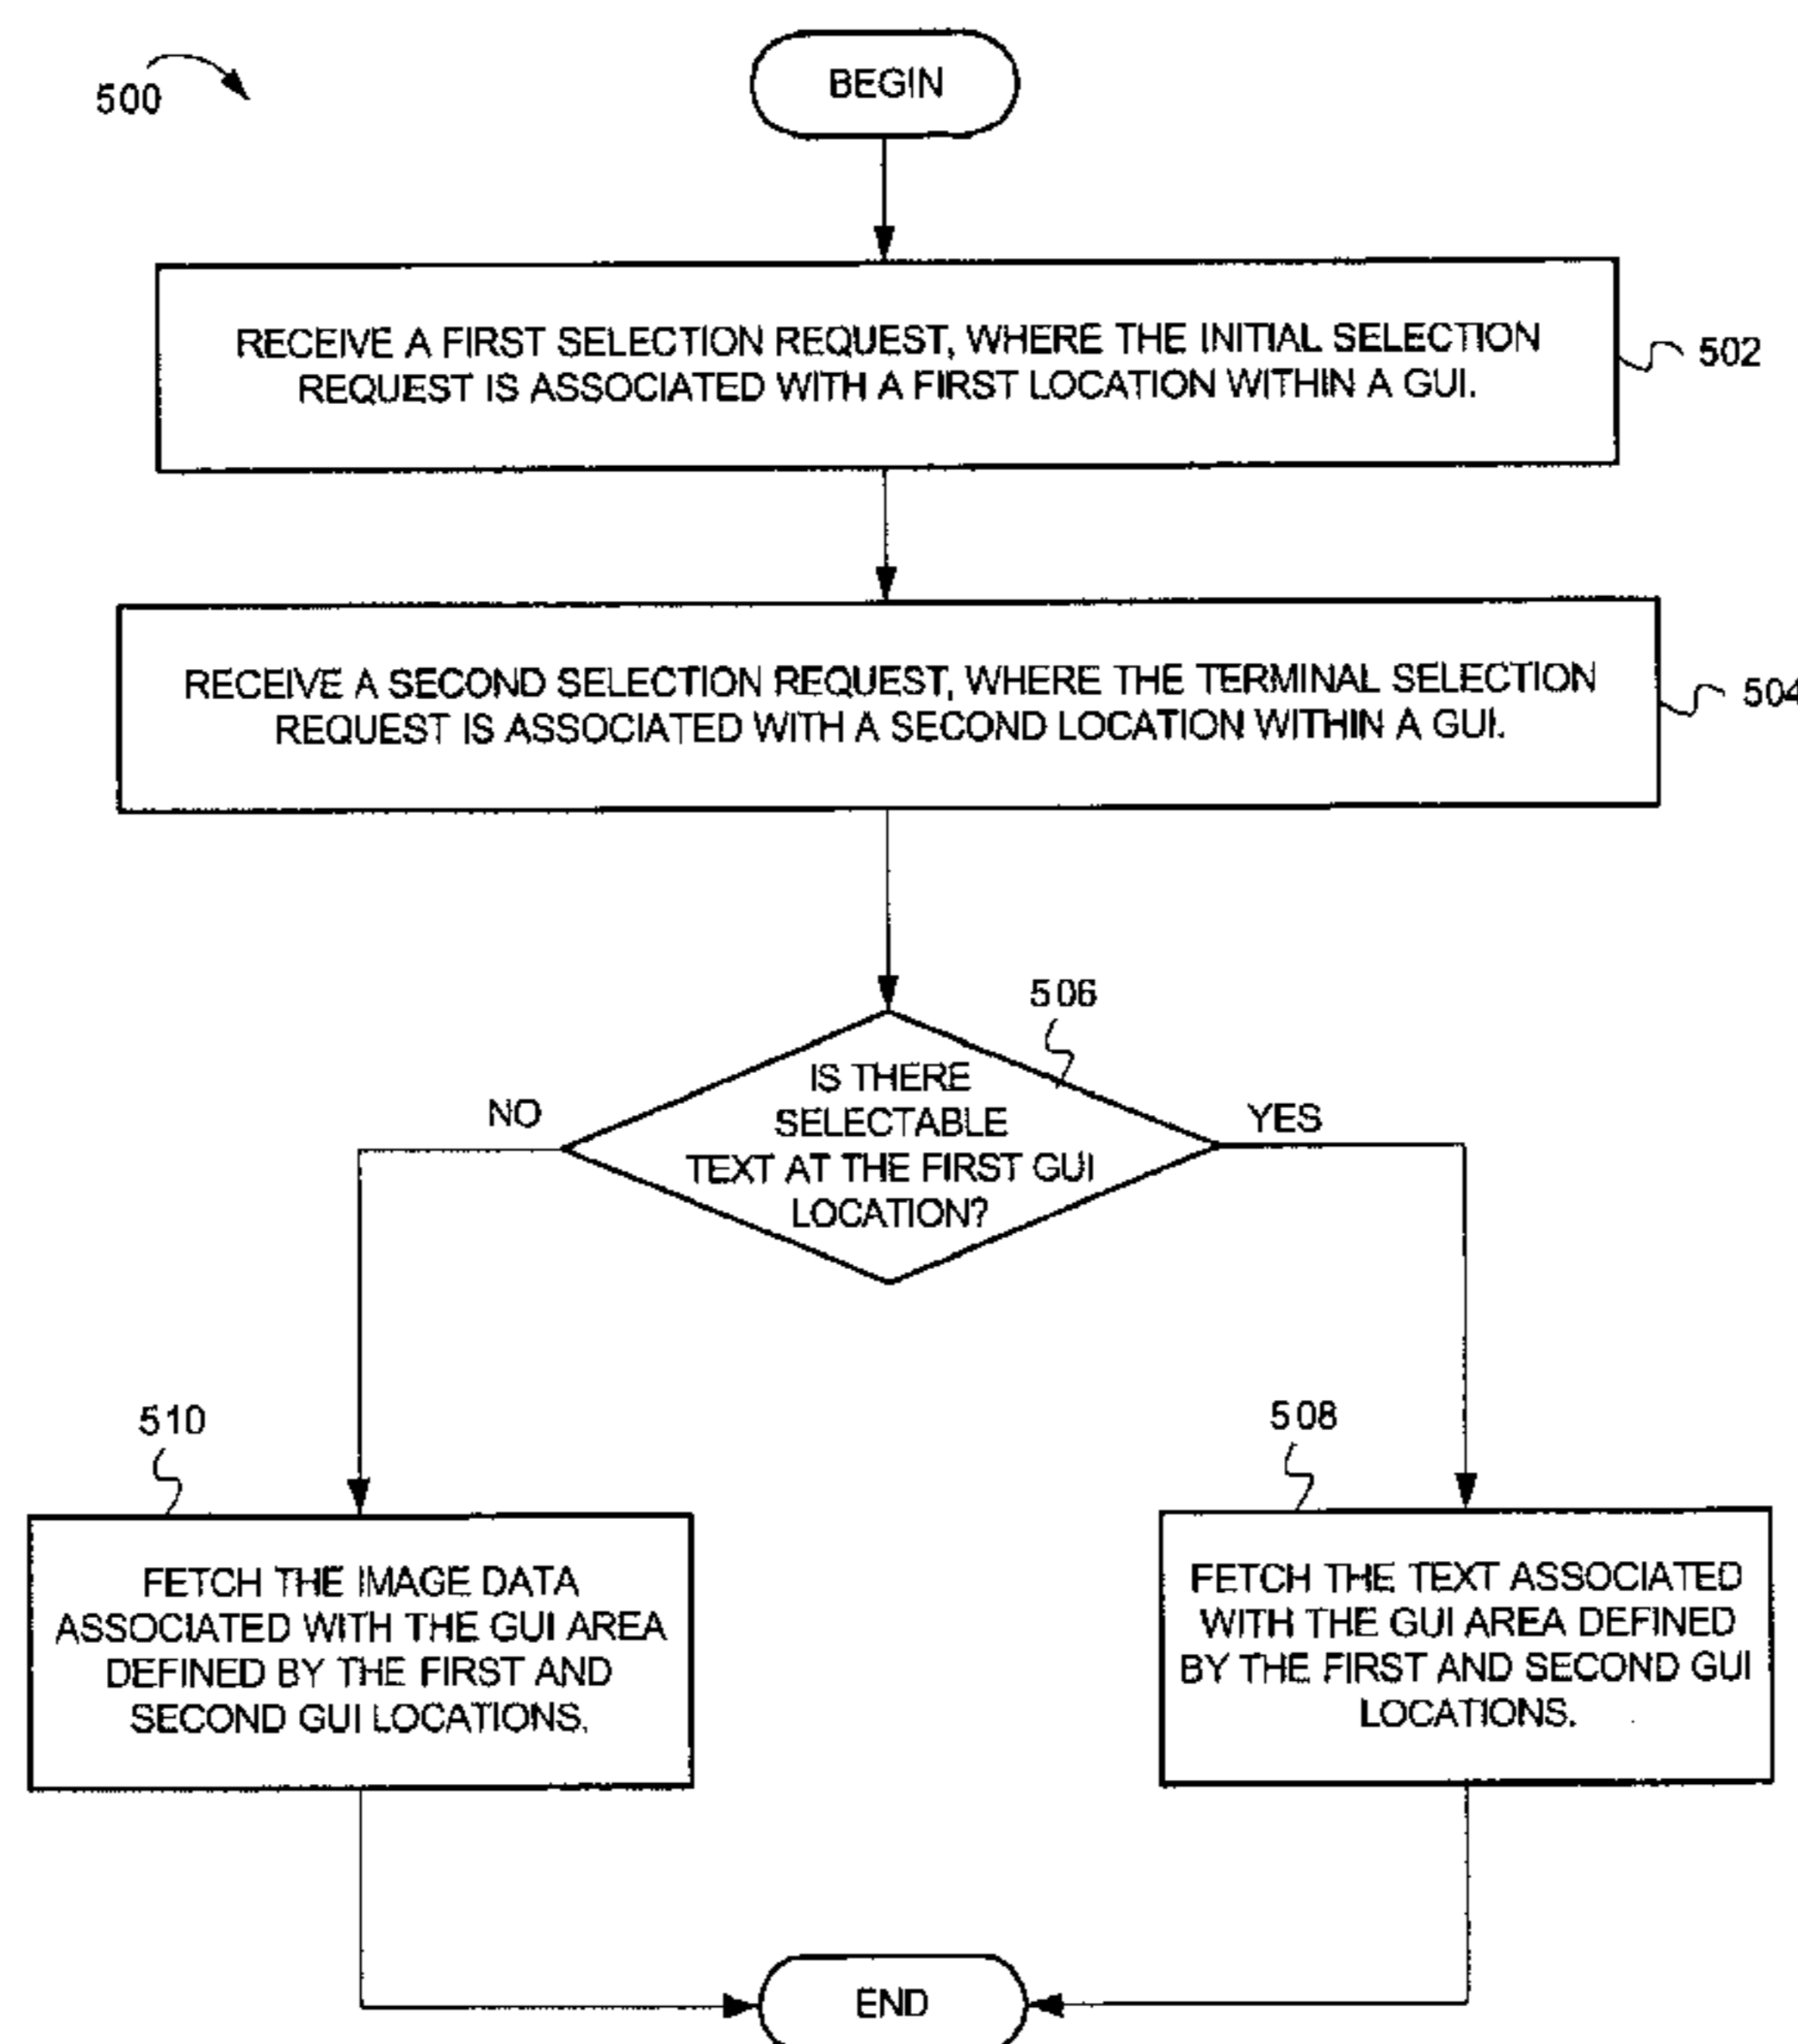 500
BEGIN
RECEIVE A FIRST SELECTION REQUEST, WHERE THE INITIAL SELECTION
REQUEST IS ASSOCIATED WITH A FIRST LOCATION WITHIN A GUI.
502
RECEIVE A SECOND SELECTION REQUEST, WHERE THE TERMINAL SELECTION
REQUEST IS ASSOCIATED WITH A SECOND LOCATION WITHIN A GUI.
504
506
IS THERE
SELECTABLE
TEXT AT THE FIRST GUI
LOCATION?
NO
YES
510
FETCH THE IMAGE DATA
ASSOCIATED WITH THE GUI AREA
DEFINED BY THE FIRST AND
SECOND GUI LOCATIONS.
508
FETCH THE TEXT ASSOCIATED
WITH THE GUI AREA DEFINED
BY THE FIRST AND SECOND GUI
LOCATIONS.
END